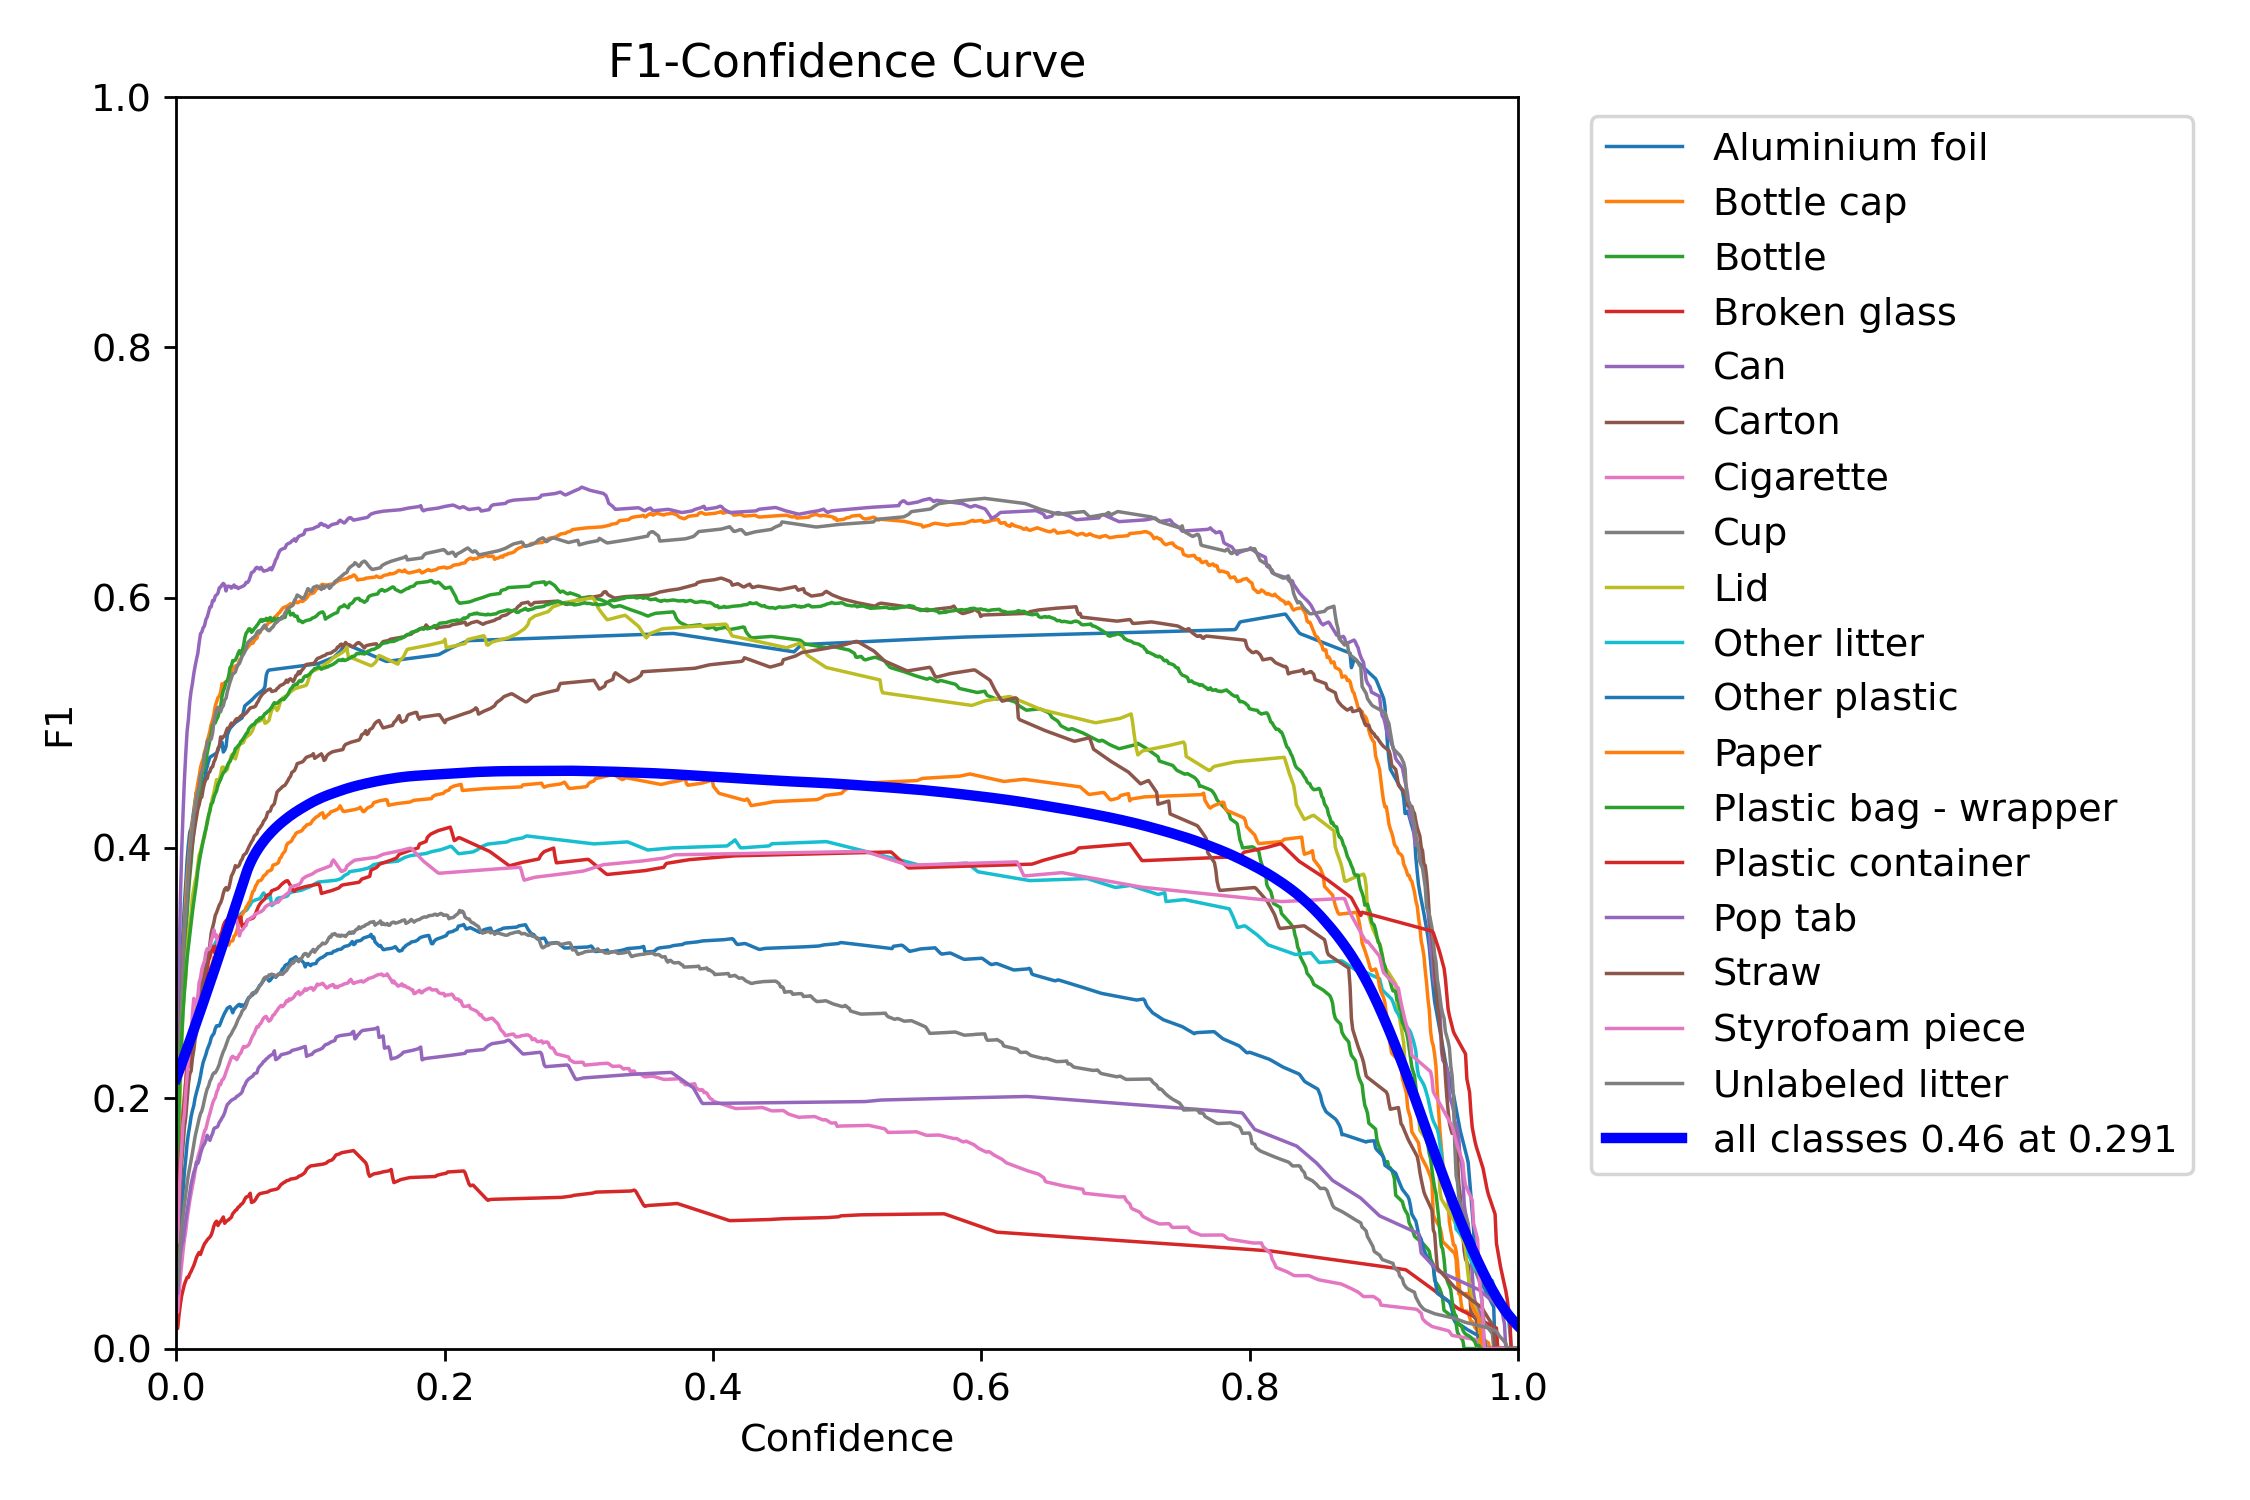 F1-Confidence Curve
1.0
0.8
0.6
0.4
0.2
0.0
F1
0.0 0.2 0.4 0.6 0.8 1.0
Confidence
Aluminium foil
Bottle cap
Bottle
Broken glass
Can
Carton
Cigarette
Cup
Lid
Other litter
Other plastic
Paper
Plastic bag - wrapper
Plastic container
Pop tab
Straw
Styrofoam piece
Unlabeled litter
all classes 0.46 at 0.291